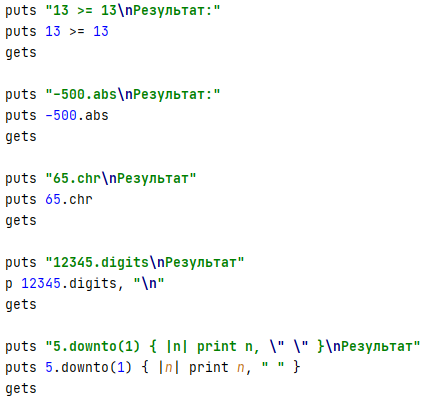 puts "13 >= 13\nРезультат:"
puts 13 >= 13
gets
puts "-500.abs\nРезультат:"
puts -500.abs
gets
puts "65.chr\nРезультат"
puts 65.chr
gets
puts "12345.digits\nРезультат"
p 12345.digits, "\n"
gets
puts "5.downto(1) { |n| print n, \" \" }\nРезультат"
puts 5.downto(1) { |n| print n, " " }
gets